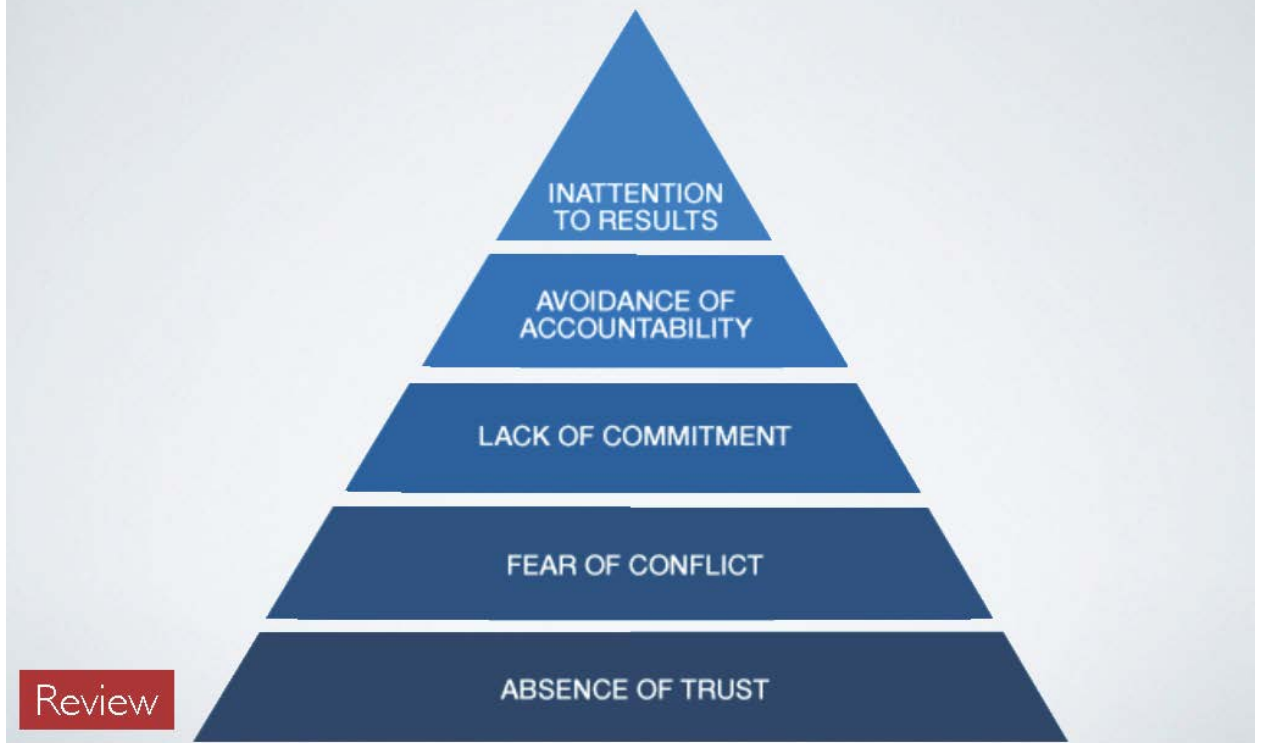 INATTENTION
TO RESULTS
AVOIDANCE OF
ACCOUNTABILITY
LACK OF COMMITMENT
FEAR OF CONFLICT
ABSENCE OF TRUST
Review